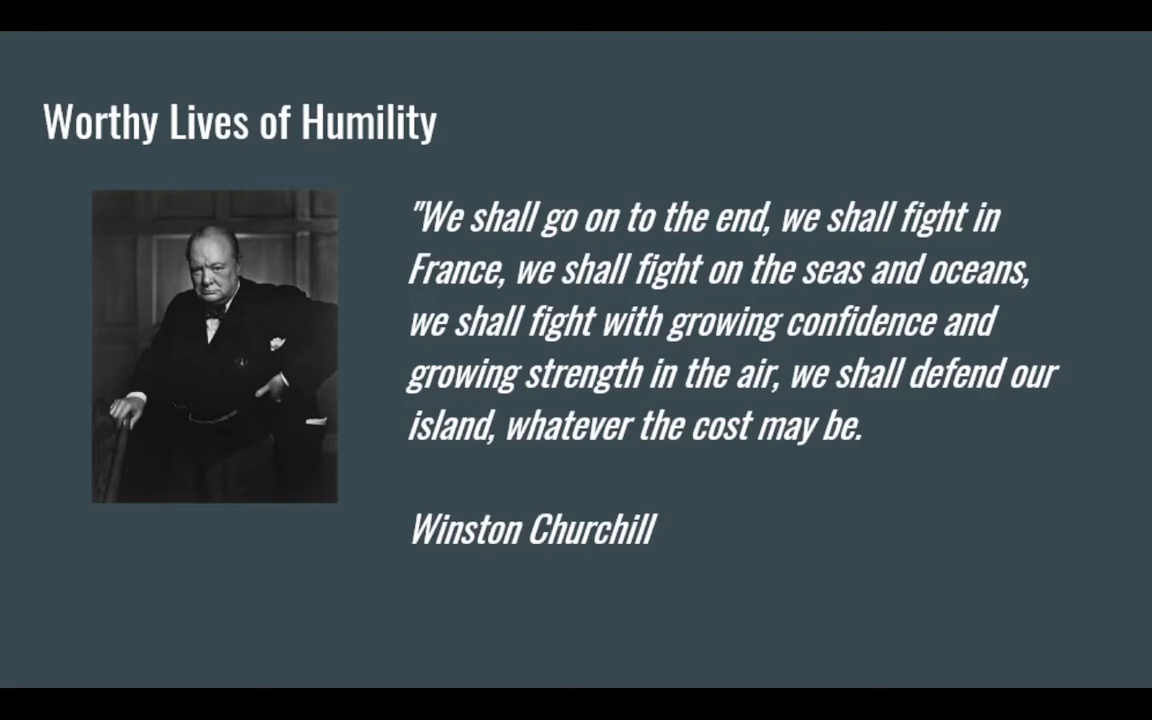 Worthy Lives of Humility
"We shall go on to the end, we shall fight in
France, we shall fight on the seas and oceans,
we shall fight with growing confidence and
growing strength in the air, we shall defend our
island, whatever the cost may be.
Winston Churchill